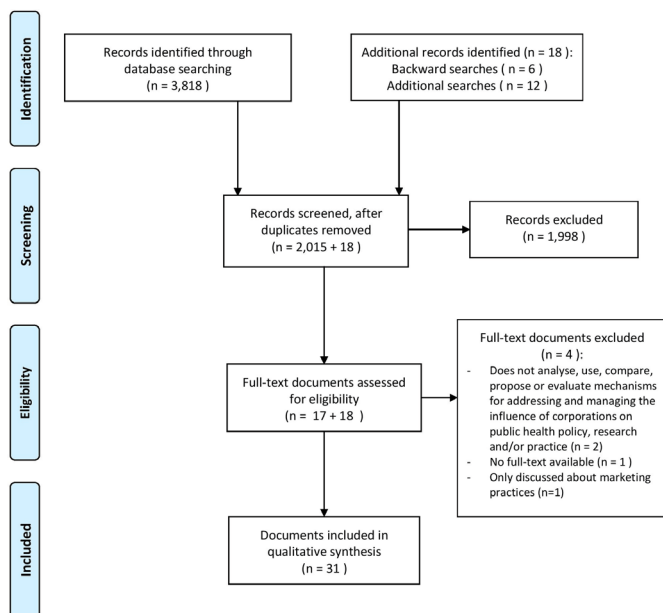 Identification
Records identified through
database searching
(n = 3,818 )
Additional records identified (n = 18 ):
Backward searches ( n = 6 )
Additional searches ( n = 12 )
Screening
Records screened, after
duplicates removed
(n = 2,015 + 18 )
Records excluded
(n = 1,998 )
Eligibility
Full-text documents assessed
for eligibility
(n = 17 + 18 )
Full-text documents excluded
(n = 4 ) :
- Does not analyse, use, compare,
propose or evaluate mechanisms
for addressing and managing the
influence of corporations on
public health policy, research
and/or practice (n = 2)
- No full-text available (n = 1 )
- Only discussed about marketing
practices (n=1)
Included
Documents included in
qualitative synthesis
(n = 31 )